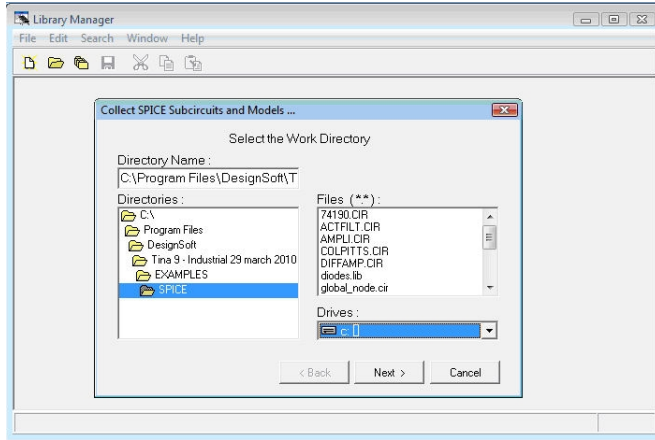 Library Manager
File Edit Search Window Help
Collect SPICE Subcircuits and Models ...
Select the Work Directory
Directory Name :
C:\Program Files\DesignSoft\T
Directories :
C:\
Program Files
DesignSoft
Tina 9 - Industrial 29 march 2010
EXAMPLES
SPICE
Files (*.*) :
74190.CIR
ACTFILT.CIR
AMPLI.CIR
COLPITTS.CIR
DIFFAMP.CIR
diodes.lib
global_node.cir
Drives :
c: []
< Back Next > Cancel